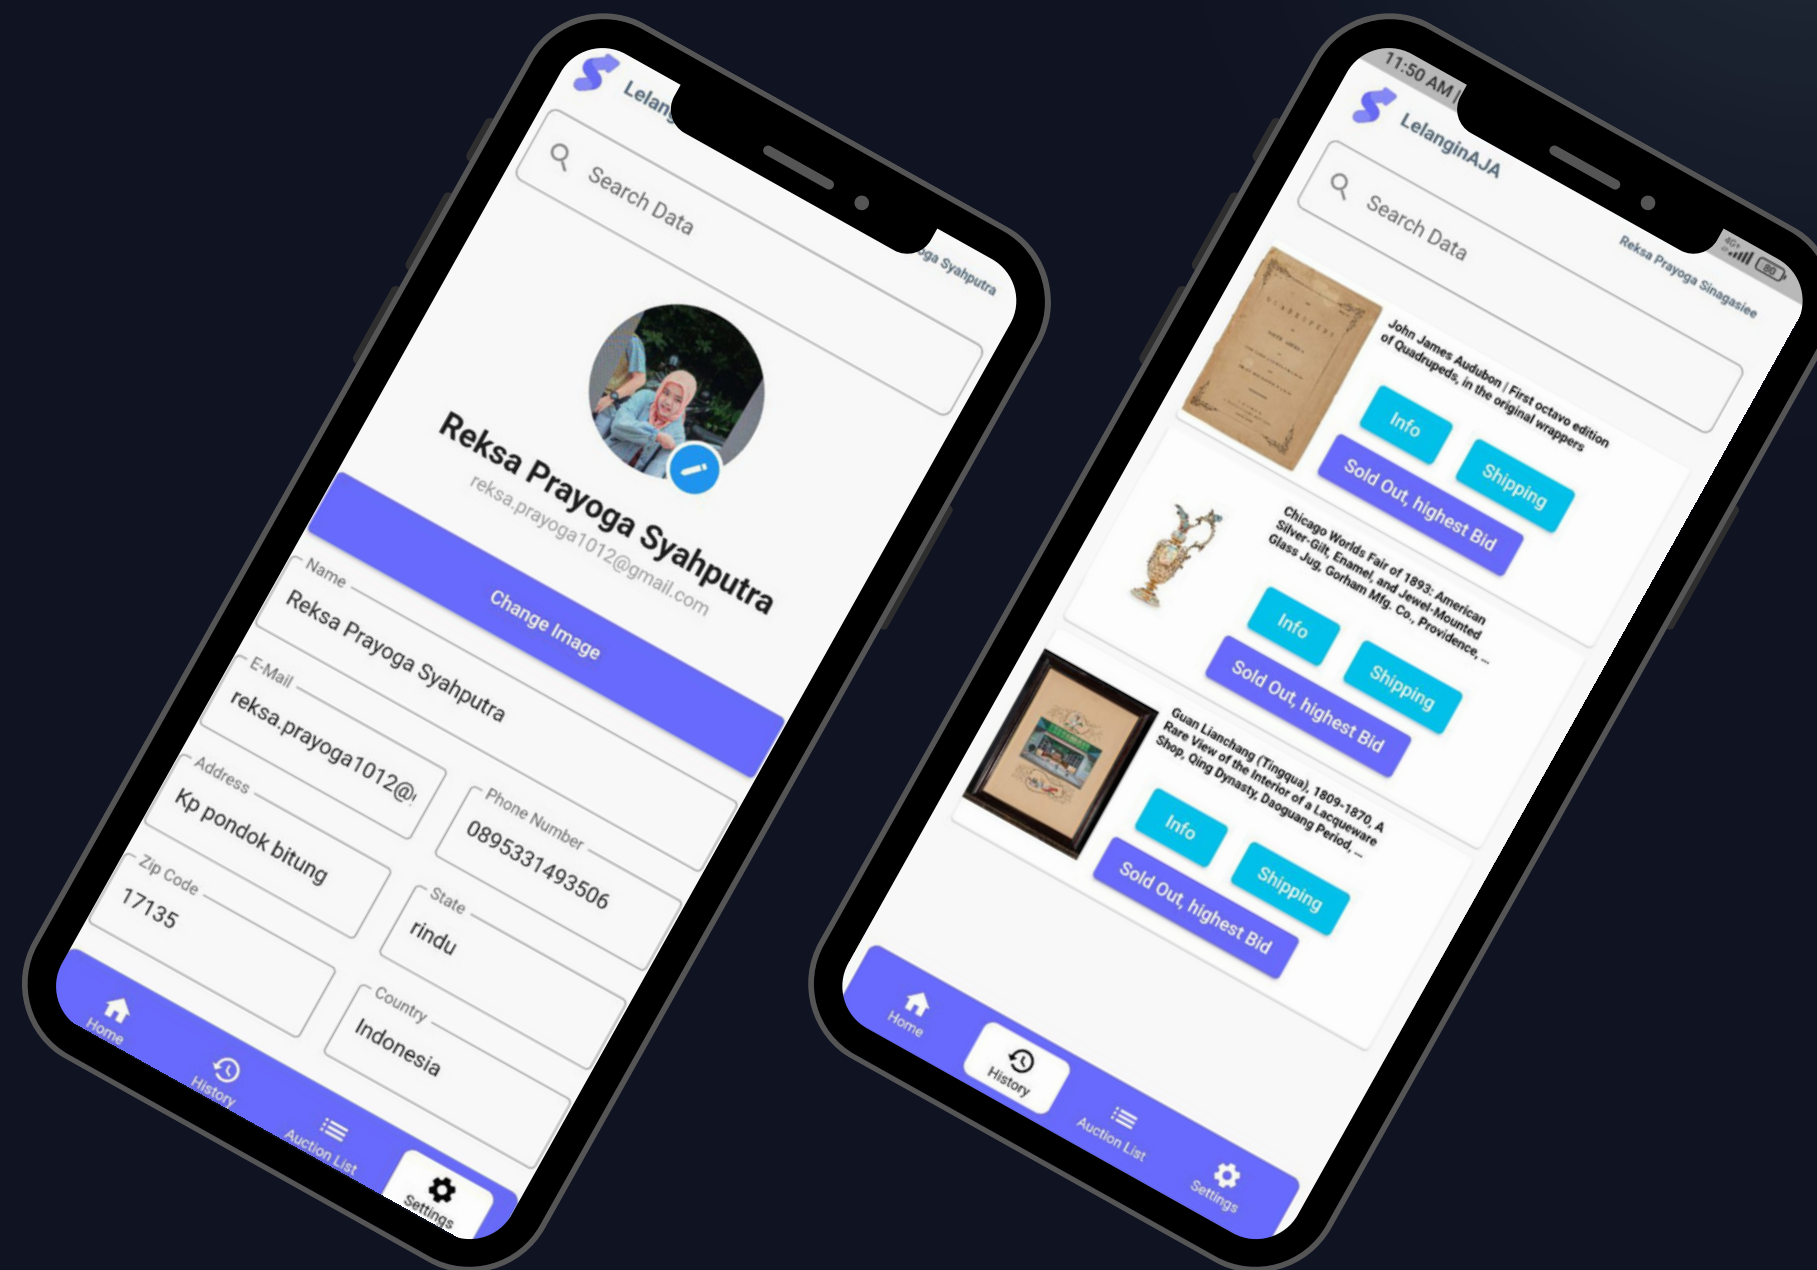 Lelang
oga Syahputra
Search Data
Reksa Prayoga Syahputra
reksa.prayoga1012@gmail.com
Change Image
Name
Reksa Prayoga Syahputra
E-Mail
reksa.prayoga1012@
Phone Number
0895331493506
Address
Kp pondok bitung
State
rindu
Zip Code
17135
Country
Indonesia
Home
History
Auction List
Settings
11:50 AM |
4G+
80
LelanginAJA
Reksa Prayoga Sinagasiee
Search Data
John James Audubon | First octavo edition
of Quadrupeds, in the original wrappers
Info
Shipping
Sold Out, highest Bid
Chicago Worlds Fair of 1893: American
Silver-Gilt, Enamel, and Jewel-Mounted
Glass Jug, Gorham Mfg. Co., Providence, ...
Info
Shipping
Sold Out, highest Bid
Guan Lianchang (Tingqua), 1809-1870, A
Rare View of the Interior of a Lacqueware
Shop, Qing Dynasty, Daoguang Period, ...
Info
Shipping
Sold Out, highest Bid
Home
History
Auction List
Settings